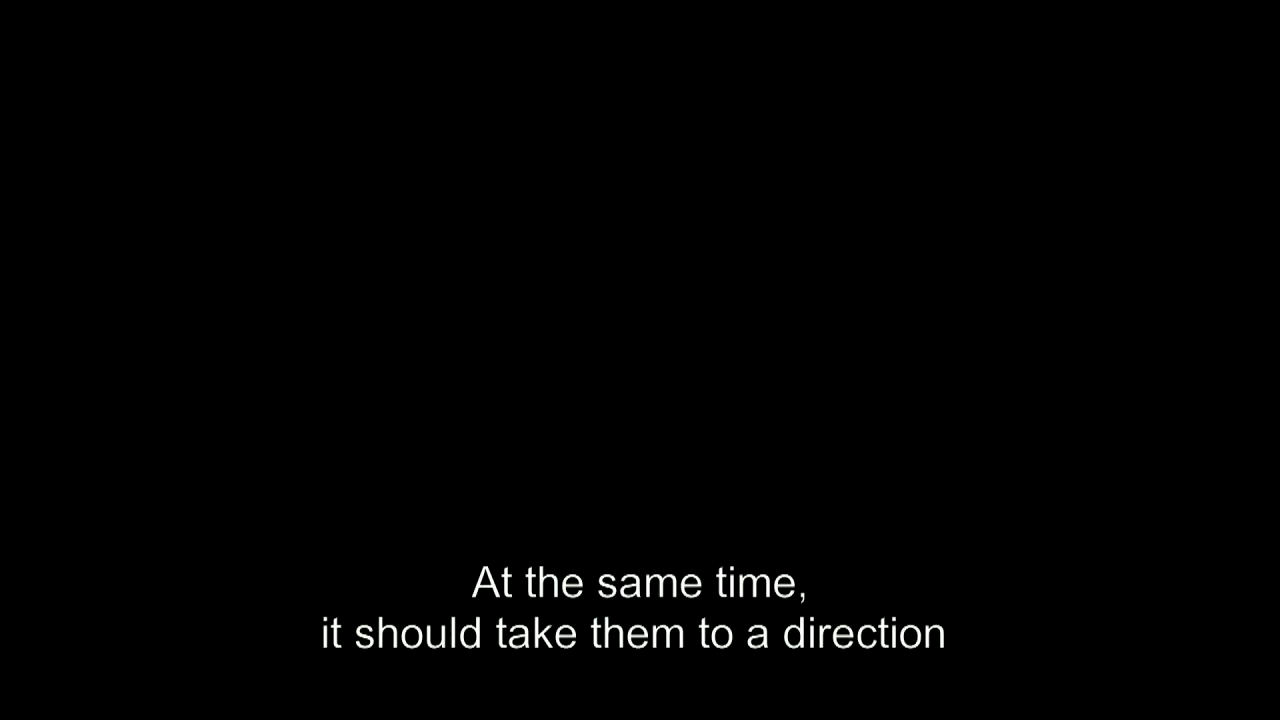 At the same time,
it should take them to a direction